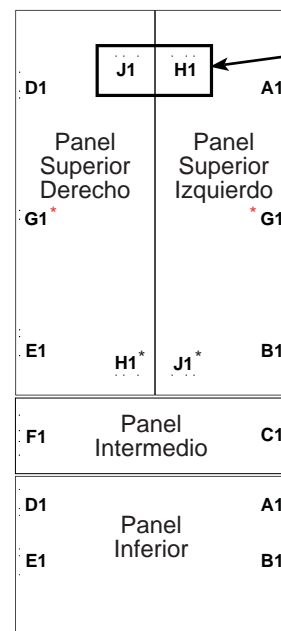 J1 H1
D1 A1
Panel
Superior
Derecho
Panel
Superior
Izquierdo
G1* *G1
E1 B1
H1* J1*
F1 C1
Panel
Intermedio
D1 A1
Panel
Inferior
E1 B1